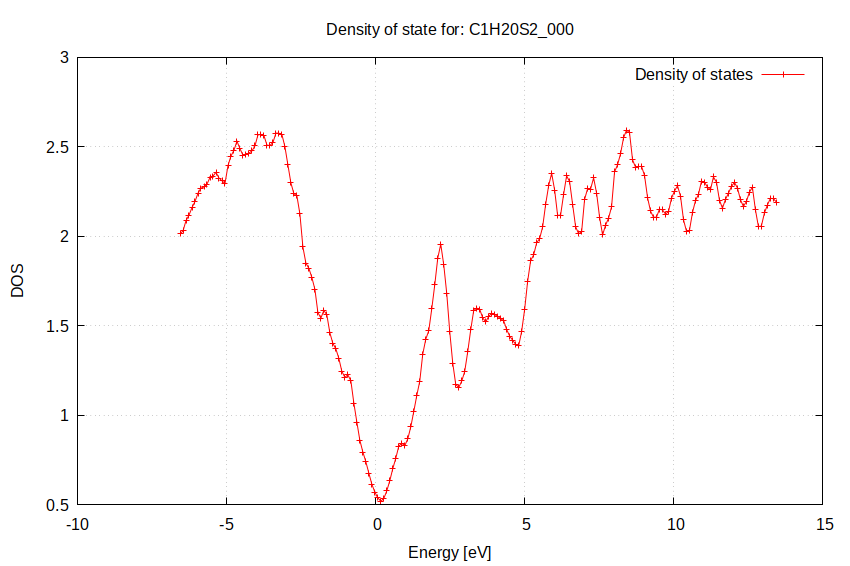 Density of state for: C1H20S2_000
Density of states
3
2.5
2
1.5
1
0.5
DOS
-10 -5 0 5 10 15
Energy [eV]